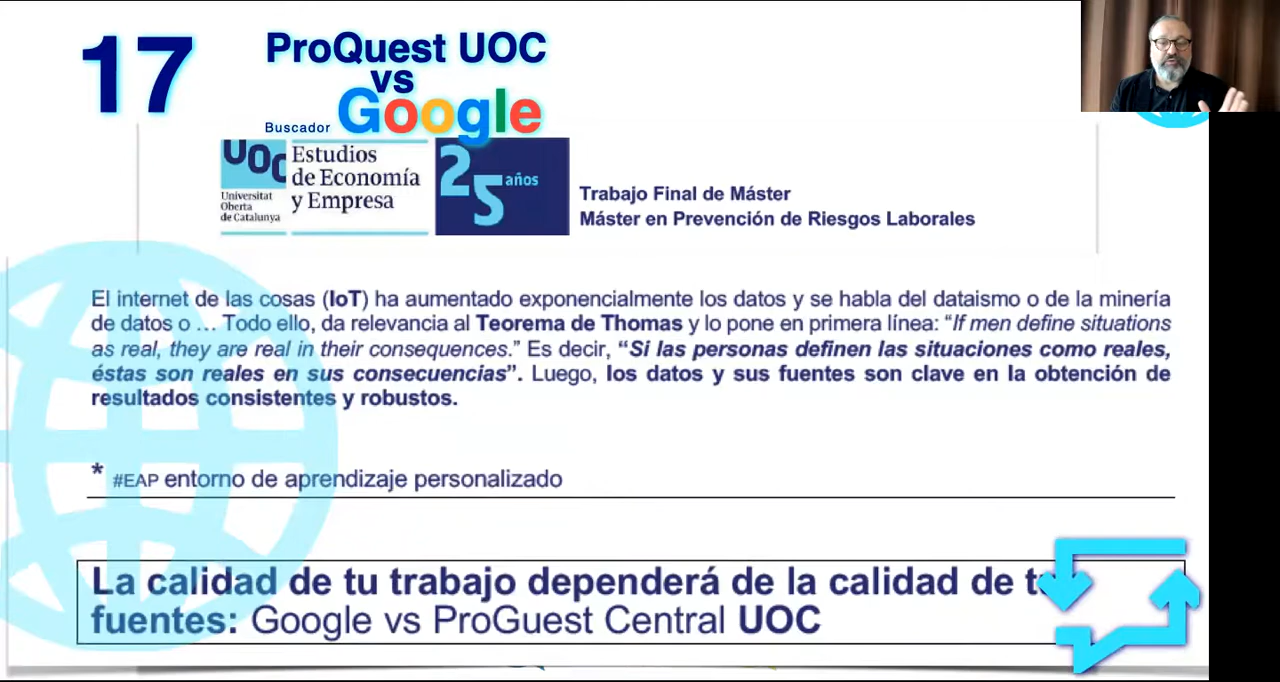 17
ProQuest UOC
vs
Buscador Google
UOC
Universitat
Oberta
de Catalunya
Estudios
de Economía
y Empresa
25 años
Trabajo Final de Máster
Máster en Prevención de Riesgos Laborales
El internet de las cosas (IoT) ha aumentado exponencialmente los datos y se habla del dataismo o de la minería
de datos o … Todo ello, da relevancia al Teorema de Thomas y lo pone en primera línea: “If men define situations
as real, they are real in their consequences.” Es decir, “Si las personas definen las situaciones como reales,
éstas son reales en sus consecuencias”. Luego, los datos y sus fuentes son clave en la obtención de
resultados consistentes y robustos.
* #EAP entorno de aprendizaje personalizado
La calidad de tu trabajo dependerá de la calidad de
fuentes: Google vs ProGuest Central UOC